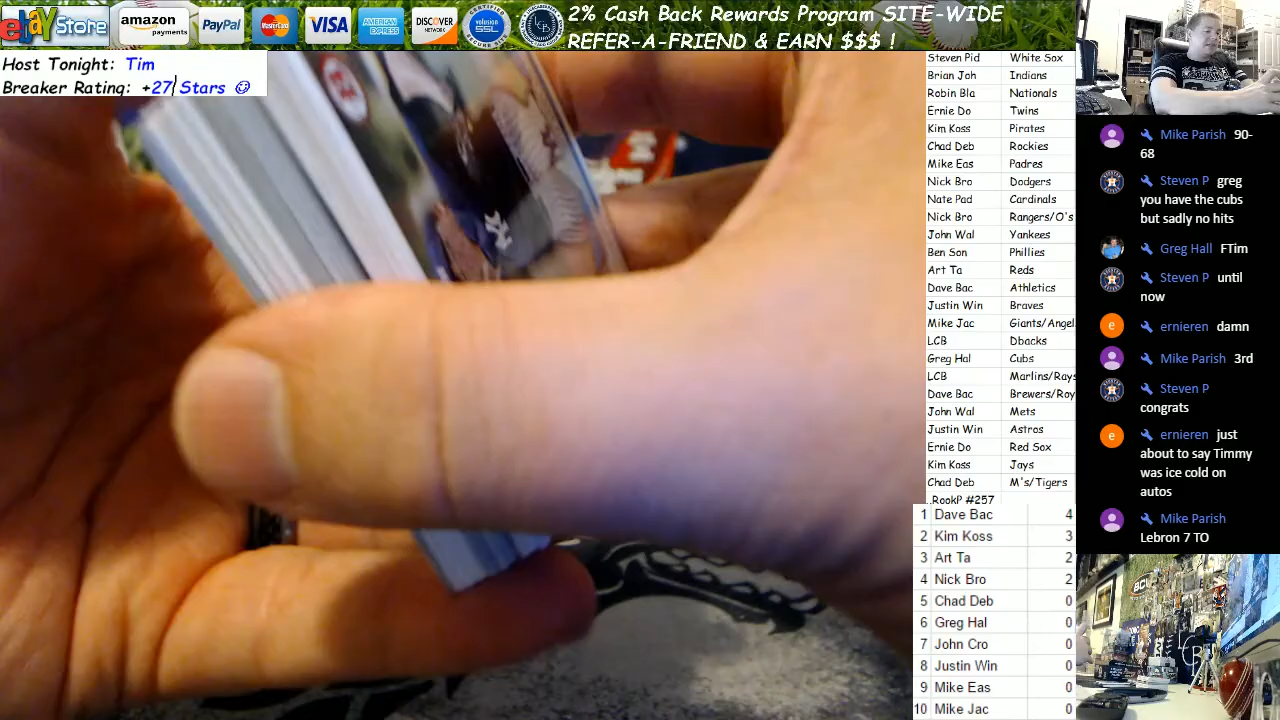 ebay Store
amazon payments
PayPal
MasterCard
VISA
AMERICAN EXPRESS
DISCOVER NETWORK
volusion SSL
LCB
2% Cash Back Rewards Program SITE-WIDE
REFER-A-FRIEND & EARN $$$ !
Host Tonight: Tim
Breaker Rating: +27 Stars
Steven Pid White Sox
Brian Joh Indians
Robin Bla Nationals
Ernie Do Twins
Kim Koss Pirates
Chad Deb Rockies
Mike Eas Padres
Nick Bro Dodgers
Nate Pad Cardinals
Nick Bro Rangers/O's
John Wal Yankees
Ben Son Phillies
Art Ta Reds
Dave Bac Athletics
Justin Win Braves
Mike Jac Giants/Angel
LCB Dbacks
Greg Hal Cubs
LCB Marlins/Rays
Dave Bac Brewers/Roy
John Wal Mets
Justin Win Astros
Ernie Do Red Sox
Kim Koss Jays
Chad Deb M's/Tigers
RookP #257
1 Dave Bac 4
2 Kim Koss 3
3 Art Ta 2
4 Nick Bro 2
5 Chad Deb 0
6 Greg Hal 0
7 John Cro 0
8 Justin Win 0
9 Mike Eas 0
10 Mike Jac 0
Mike Parish 90-
68
Steven P greg
you have the cubs
but sadly no hits
Greg Hall FTim
Steven P until
now
ernieren damn
Mike Parish 3rd
Steven P
congrats
ernieren just
about to say Timmy
was ice cold on
autos
Mike Parish
Lebron 7 TO